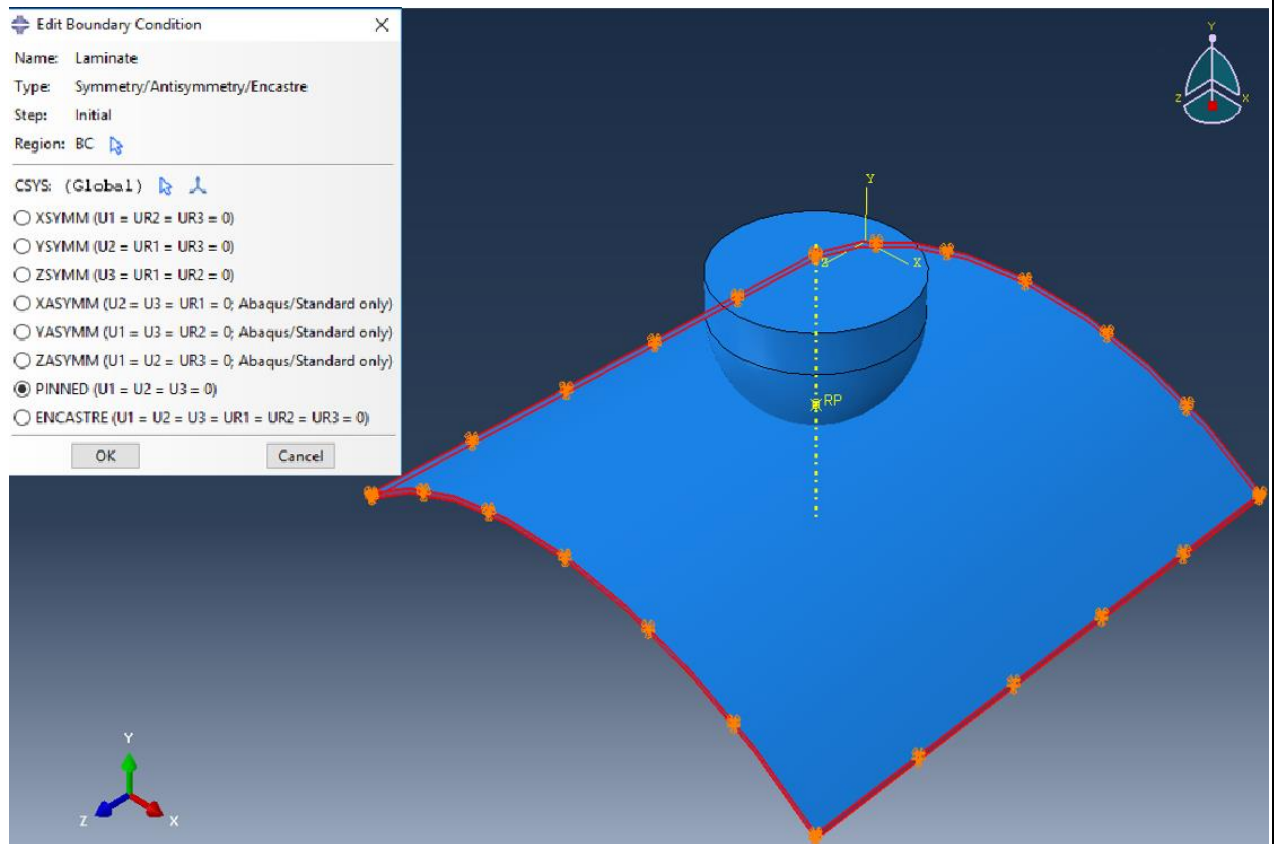 Edit Boundary Condition
Name: Laminate
Type: Symmetry/Antisymmetry/Encastre
Step: Initial
Region: BC
CSYS: (Global)
XSYMM (U1 = UR2 = UR3 = 0)
YSYMM (U2 = UR1 = UR3 = 0)
ZSYMM (U3 = UR1 = UR2 = 0)
XASYMM (U2 = U3 = UR1 = 0; Abaqus/Standard only)
YASYMM (U1 = U3 = UR2 = 0; Abaqus/Standard only)
ZASYMM (U1 = U2 = UR3 = 0; Abaqus/Standard only)
PINNED (U1 = U2 = U3 = 0)
ENCASTRE (U1 = U2 = U3 = UR1 = UR2 = UR3 = 0)
OK Cancel
Y
Z X
Y
Z X
RP
Y
Z X